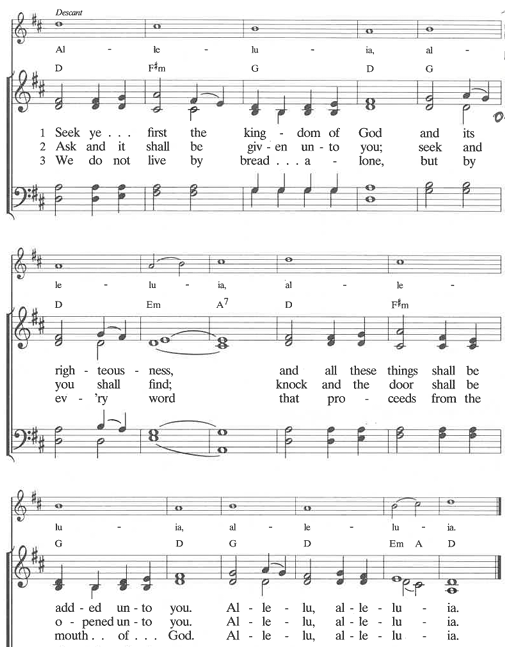 Descant
Al - le - lu - ia, al -
D F♯m G D G
1 Seek ye . . . first the king - dom of God and its
2 Ask and it shall be giv - en un - to you; seek and
3 We do not live by bread . . . a - lone, but by
le - lu - ia, al - le -
D Em A7 D F♯m
righ - teous - ness, and all these things shall be
you shall find; knock and the door shall be
ev - 'ry word that pro - ceeds from the
lu - ia, al - le - lu - ia.
G D G D Em A D
add - ed un - to you. Al - le - lu, al - le - lu - ia.
o - pened un - to you. Al - le - lu, al - le - lu - ia.
mouth . . of . . . God. Al - le - lu, al - le - lu - ia.